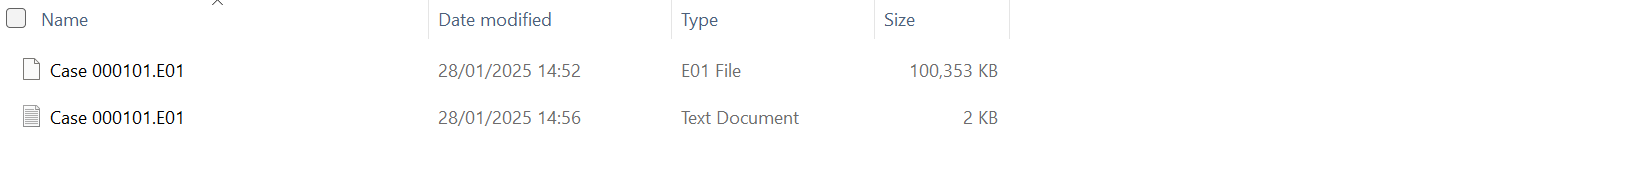 Name Date modified Type Size
Case 000101.E01 28/01/2025 14:52 E01 File 100,353 KB
Case 000101.E01 28/01/2025 14:56 Text Document 2 KB